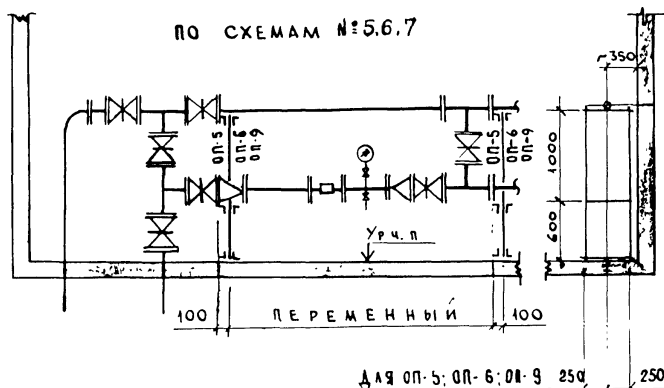 ПО СХЕМАМ №5,6,7
350
ОП-5
ОП-6
ОП-9
ОП-5
ОП-6
ОП-9
1000
600
Ур.ч.п.
100
ПЕРЕМЕННЫЙ
100
ДЛЯ ОП-5; ОП-6; ОП-9
250
250